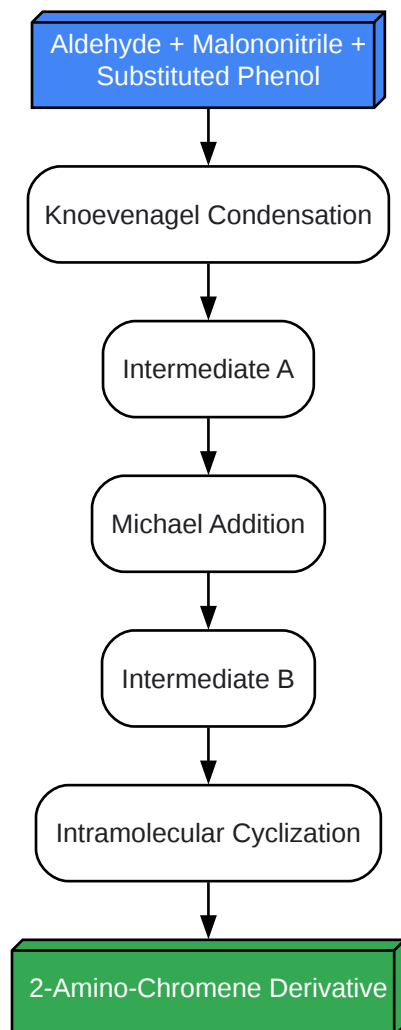 Aldehyde + Malononitrile +
Substituted Phenol
Knoevenagel Condensation
Intermediate A
Michael Addition
Intermediate B
Intramolecular Cyclization
2-Amino-Chromene Derivative